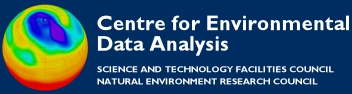 Centre for Environmental
Data Analysis
SCIENCE AND TECHNOLOGY FACILITIES COUNCIL
NATURAL ENVIRONMENT RESEARCH COUNCIL